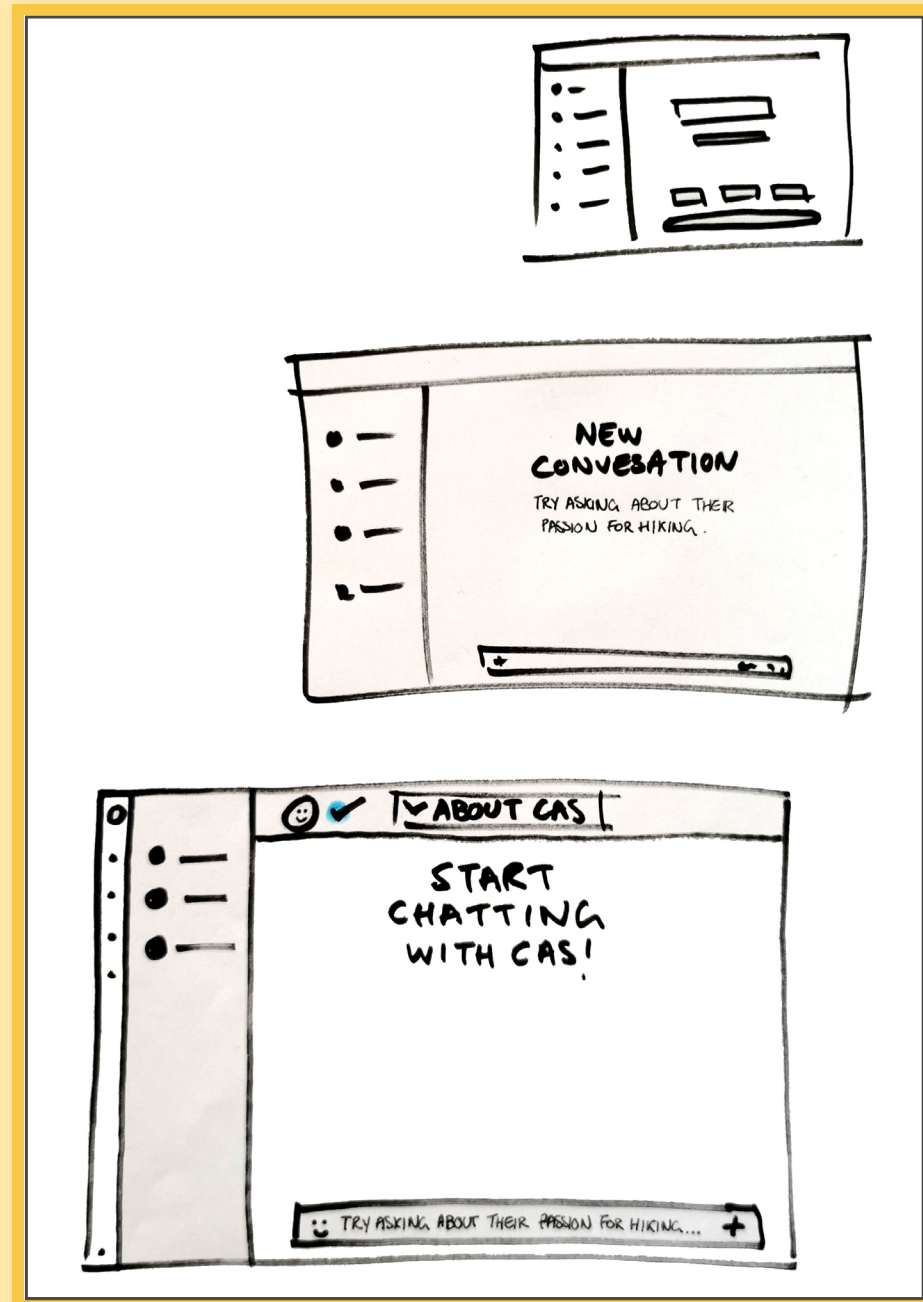 NEW
CONVESATION
TRY ASKING ABOUT THER
PASSION FOR HIKING.
ABOUT CAS
START
CHATTING
WITH CAS!
TRY ASKING ABOUT THEIR PASSION FOR HIKING...